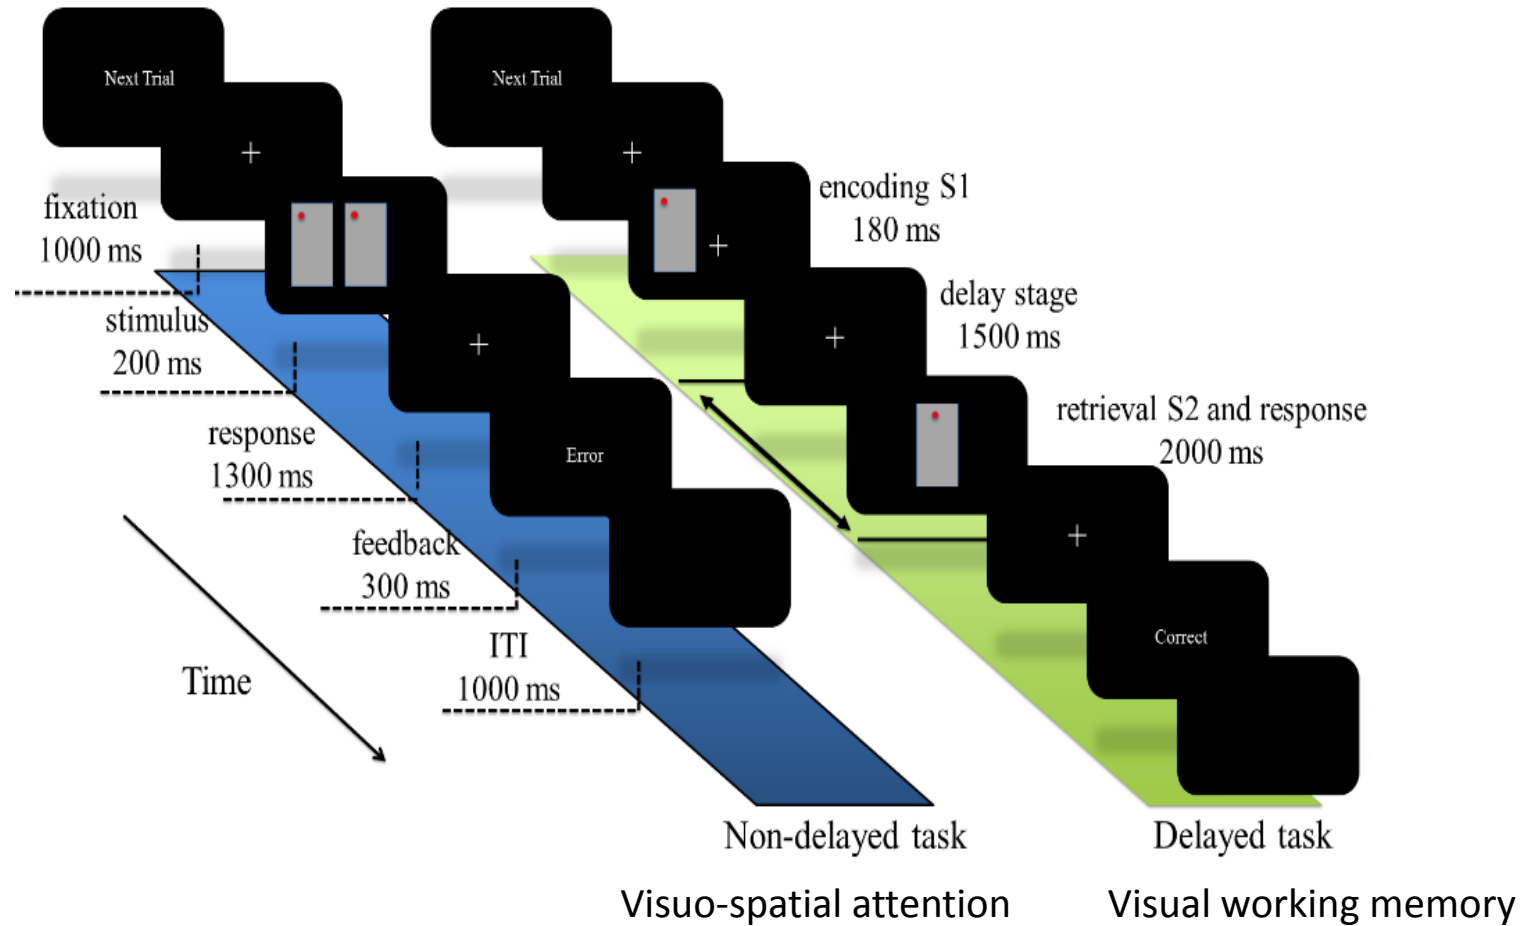 Next Trial
Next Trial
fixation
1000 ms
encoding S1
180 ms
stimulus
200 ms
delay stage
1500 ms
response
1300 ms
Error
retrieval S2 and response
2000 ms
feedback
300 ms
ITI
1000 ms
Correct
Time
Non-delayed task
Delayed task
Visuo-spatial attention
Visual working memory